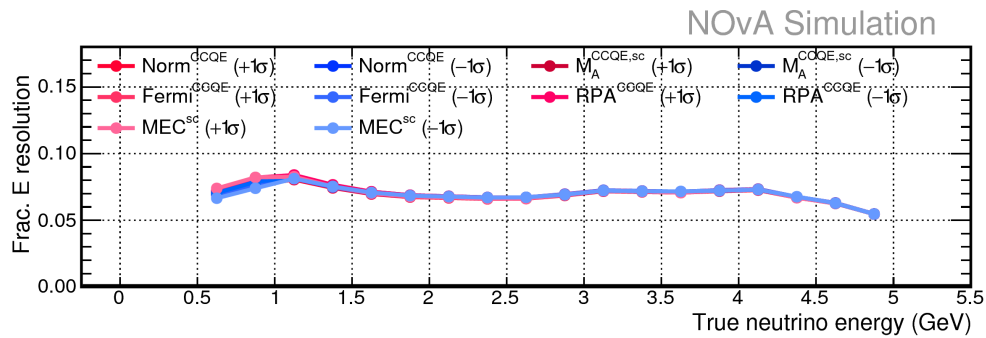 NOvA Simulation
Norm^CCQE (+1σ) Norm^CCQE (−1σ) M_A^CCQE,sc (+1σ) M_A^CCQE,sc (−1σ)
Fermi^CCQE (+1σ) Fermi^CCQE (−1σ) RPA^CCQE (+1σ) RPA^CCQE (−1σ)
MEC^sc (+1σ) MEC^sc (−1σ)
Frac. E resolution
0.15
0.10
0.05
0.00
0 0.5 1 1.5 2 2.5 3 3.5 4 4.5 5 5.5
True neutrino energy (GeV)